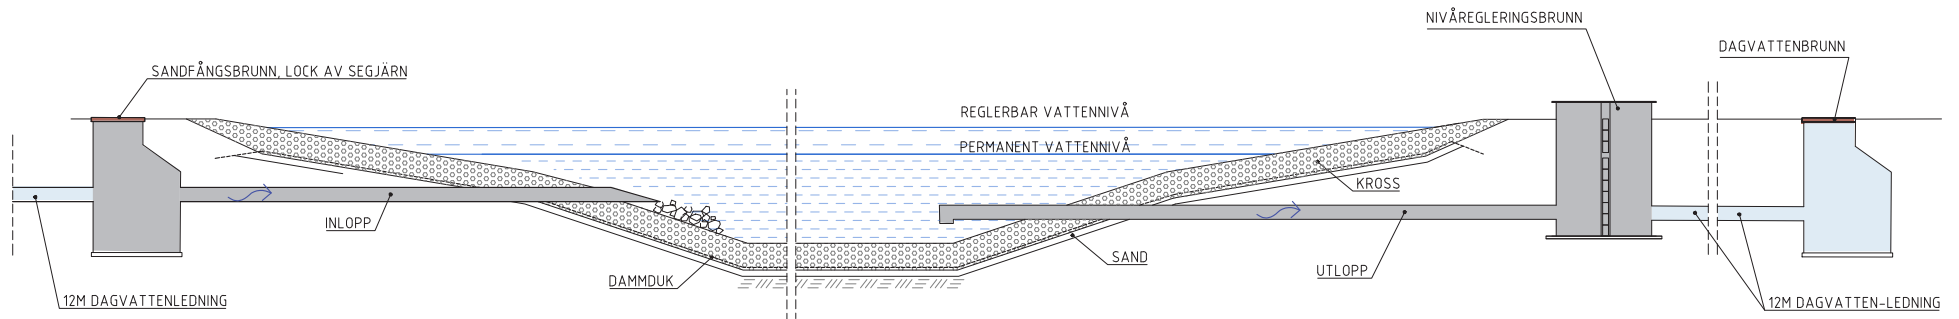 NIVÅREGLERINGSBRUNN
DAGVATTENBRUNN
SANDFÅNGSBRUNN, LOCK AV SEGJÄRN
REGLERBAR VATTENNIVÅ
PERMANENT VATTENNIVÅ
KROSS
INLOPP
SAND
UTLOPP
DAMMDUK
12M DAGVATTENLEDNING
12M DAGVATTEN-LEDNING